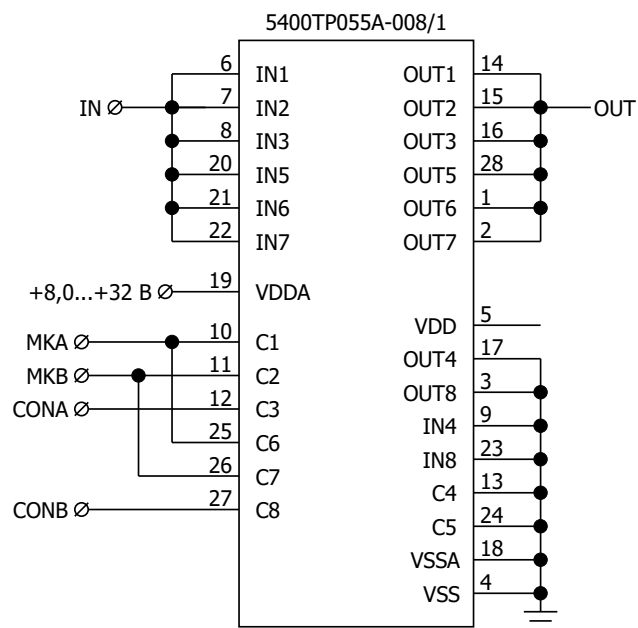 5400TP055A-008/1
6 IN1 OUT1 14
IN 7 IN2 OUT2 15 OUT
8 IN3 OUT3 16
20 IN5 OUT5 28
21 IN6 OUT6 1
22 IN7 OUT7 2
+8,0...+32 В 19 VDDA
VDD 5
MKA 10 C1
OUT4 17
MKB 11 C2
OUT8 3
CONA 12 C3
IN4 9
25 C6
IN8 23
26 C7
C4 13
CONB 27 C8
C5 24
VSSA 18
VSS 4